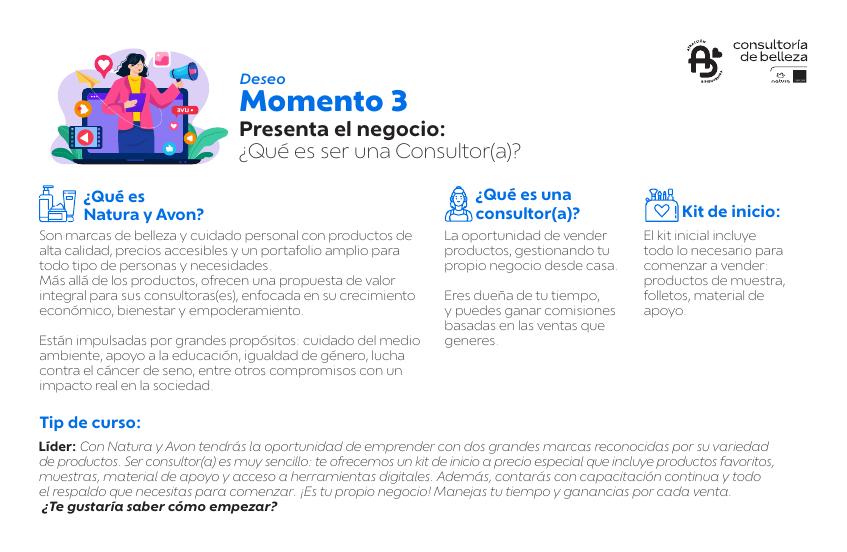 consultoría
de belleza
natura
Deseo
Momento 3
Presenta el negocio:
¿Qué es ser una Consultor(a)?
¿Qué es
Natura y Avon?
Son marcas de belleza y cuidado personal con productos de
alta calidad, precios accesibles y un portafolio amplio para
todo tipo de personas y necesidades.
Más allá de los productos, ofrecen una propuesta de valor
integral para sus consultoras(es), enfocada en su crecimiento
económico, bienestar y empoderamiento.
Están impulsadas por grandes propósitos: cuidado del medio
ambiente, apoyo a la educación, igualdad de género, lucha
contra el cáncer de seno, entre otros compromisos con un
impacto real en la sociedad.
¿Qué es una
consultor(a)?
La oportunidad de vender
productos, gestionando tu
propio negocio desde casa.
Eres dueña de tu tiempo,
y puedes ganar comisiones
basadas en las ventas que
generes.
Kit de inicio:
El kit inicial incluye
todo lo necesario para
comenzar a vender:
productos de muestra,
folletos, material de
apoyo.
Tip de curso:
Líder: Con Natura y Avon tendrás la oportunidad de emprender con dos grandes marcas reconocidas por su variedad
de productos. Ser consultor(a) es muy sencillo: te ofrecemos un kit de inicio a precio especial que incluye productos favoritos,
muestras, material de apoyo y acceso a herramientas digitales. Además, contarás con capacitación continua y todo
el respaldo que necesitas para comenzar. ¡Es tu propio negocio! Manejas tu tiempo y ganancias por cada venta.
¿Te gustaría saber cómo empezar?